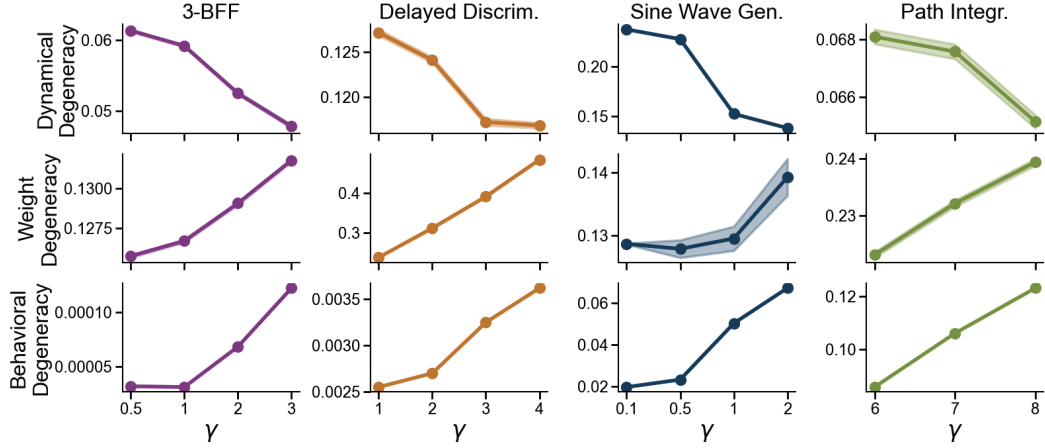 3-BFF Delayed Discrim. Sine Wave Gen. Path Integr.
Dynamical
Degeneracy
0.06
0.05
0.125
0.120
0.20
0.15
0.068
0.066
Weight
Degeneracy
0.1300
0.1275
0.4
0.3
0.14
0.13
0.24
0.23
Behavioral
Degeneracy
0.00010
0.00005
0.0035
0.0030
0.0025
0.06
0.04
0.02
0.12
0.10
0.5 1 2 3 1 2 3 4 0.1 0.5 1 2 6 7 8
γ γ γ γ